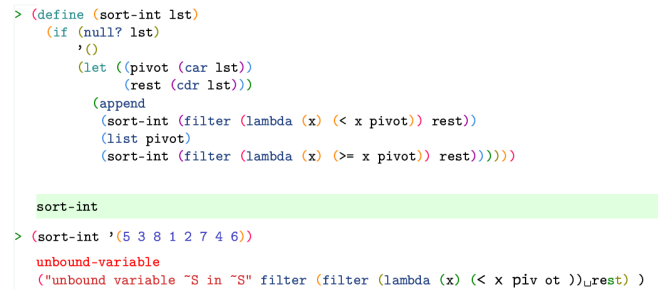 > (define (sort-int lst)
(if (null? lst)
'()
(let ((pivot (car lst))
(rest (cdr lst)))
(append
(sort-int (filter (lambda (x) (< x pivot)) rest))
(list pivot)
(sort-int (filter (lambda (x) (>= x pivot)) rest))))))
sort-int
> (sort-int '(5 3 8 1 2 7 4 6))
unbound-variable
("unbound variable ~S in ~S" filter (filter (lambda (x) (< x piv ot ))␣rest) )